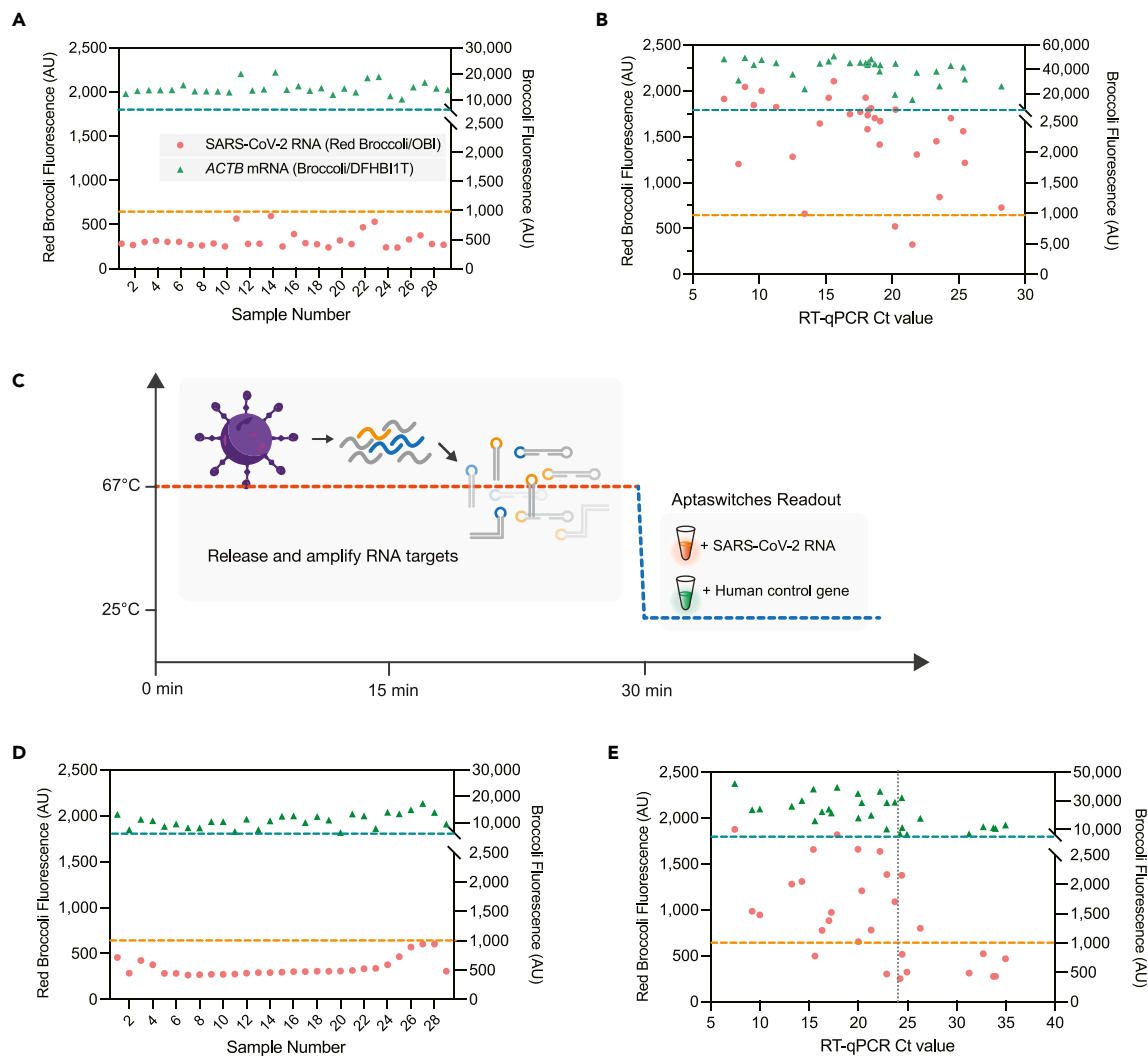 A
Red Broccoli Fluorescence (AU)
2,500
2,000
1,500
1,000
500
0
30,000
20,000
10,000
2,500
2,000
1,500
1,000
500
0
Broccoli Fluorescence (AU)
SARS-CoV-2 RNA (Red Broccoli/OBI)
ACTB mRNA (Broccoli/DFHBI1T)
2 4 6 8 10 12 14 16 18 20 22 24 26 28
Sample Number
B
Red Broccoli Fluorescence (AU)
2,500
2,000
1,500
1,000
500
0
60,000
40,000
20,000
2,500
2,000
1,500
1,000
5,00
0
Broccoli Fluorescence (AU)
5 10 15 20 25 30
RT-qPCR Ct value
C
67°C
25°C
Release and amplify RNA targets
Aptaswitches Readout
+ SARS-CoV-2 RNA
+ Human control gene
0 min 15 min 30 min
D
Red Broccoli Fluorescence (AU)
2,500
2,000
1,500
1,000
500
0
30,000
20,000
10,000
2,500
2,000
1,500
1,000
500
0
Broccoli Fluorescence (AU)
2 4 6 8 10 12 14 16 18 20 22 24 26 28
Sample Number
E
Red Broccoli Fluorescence (AU)
2,500
2,000
1,500
1,000
500
0
50,000
30,000
10,000
2,500
2,000
1,500
1,000
500
0
Broccoli Fluorescence (AU)
5 10 15 20 25 30 35 40
RT-qPCR Ct value